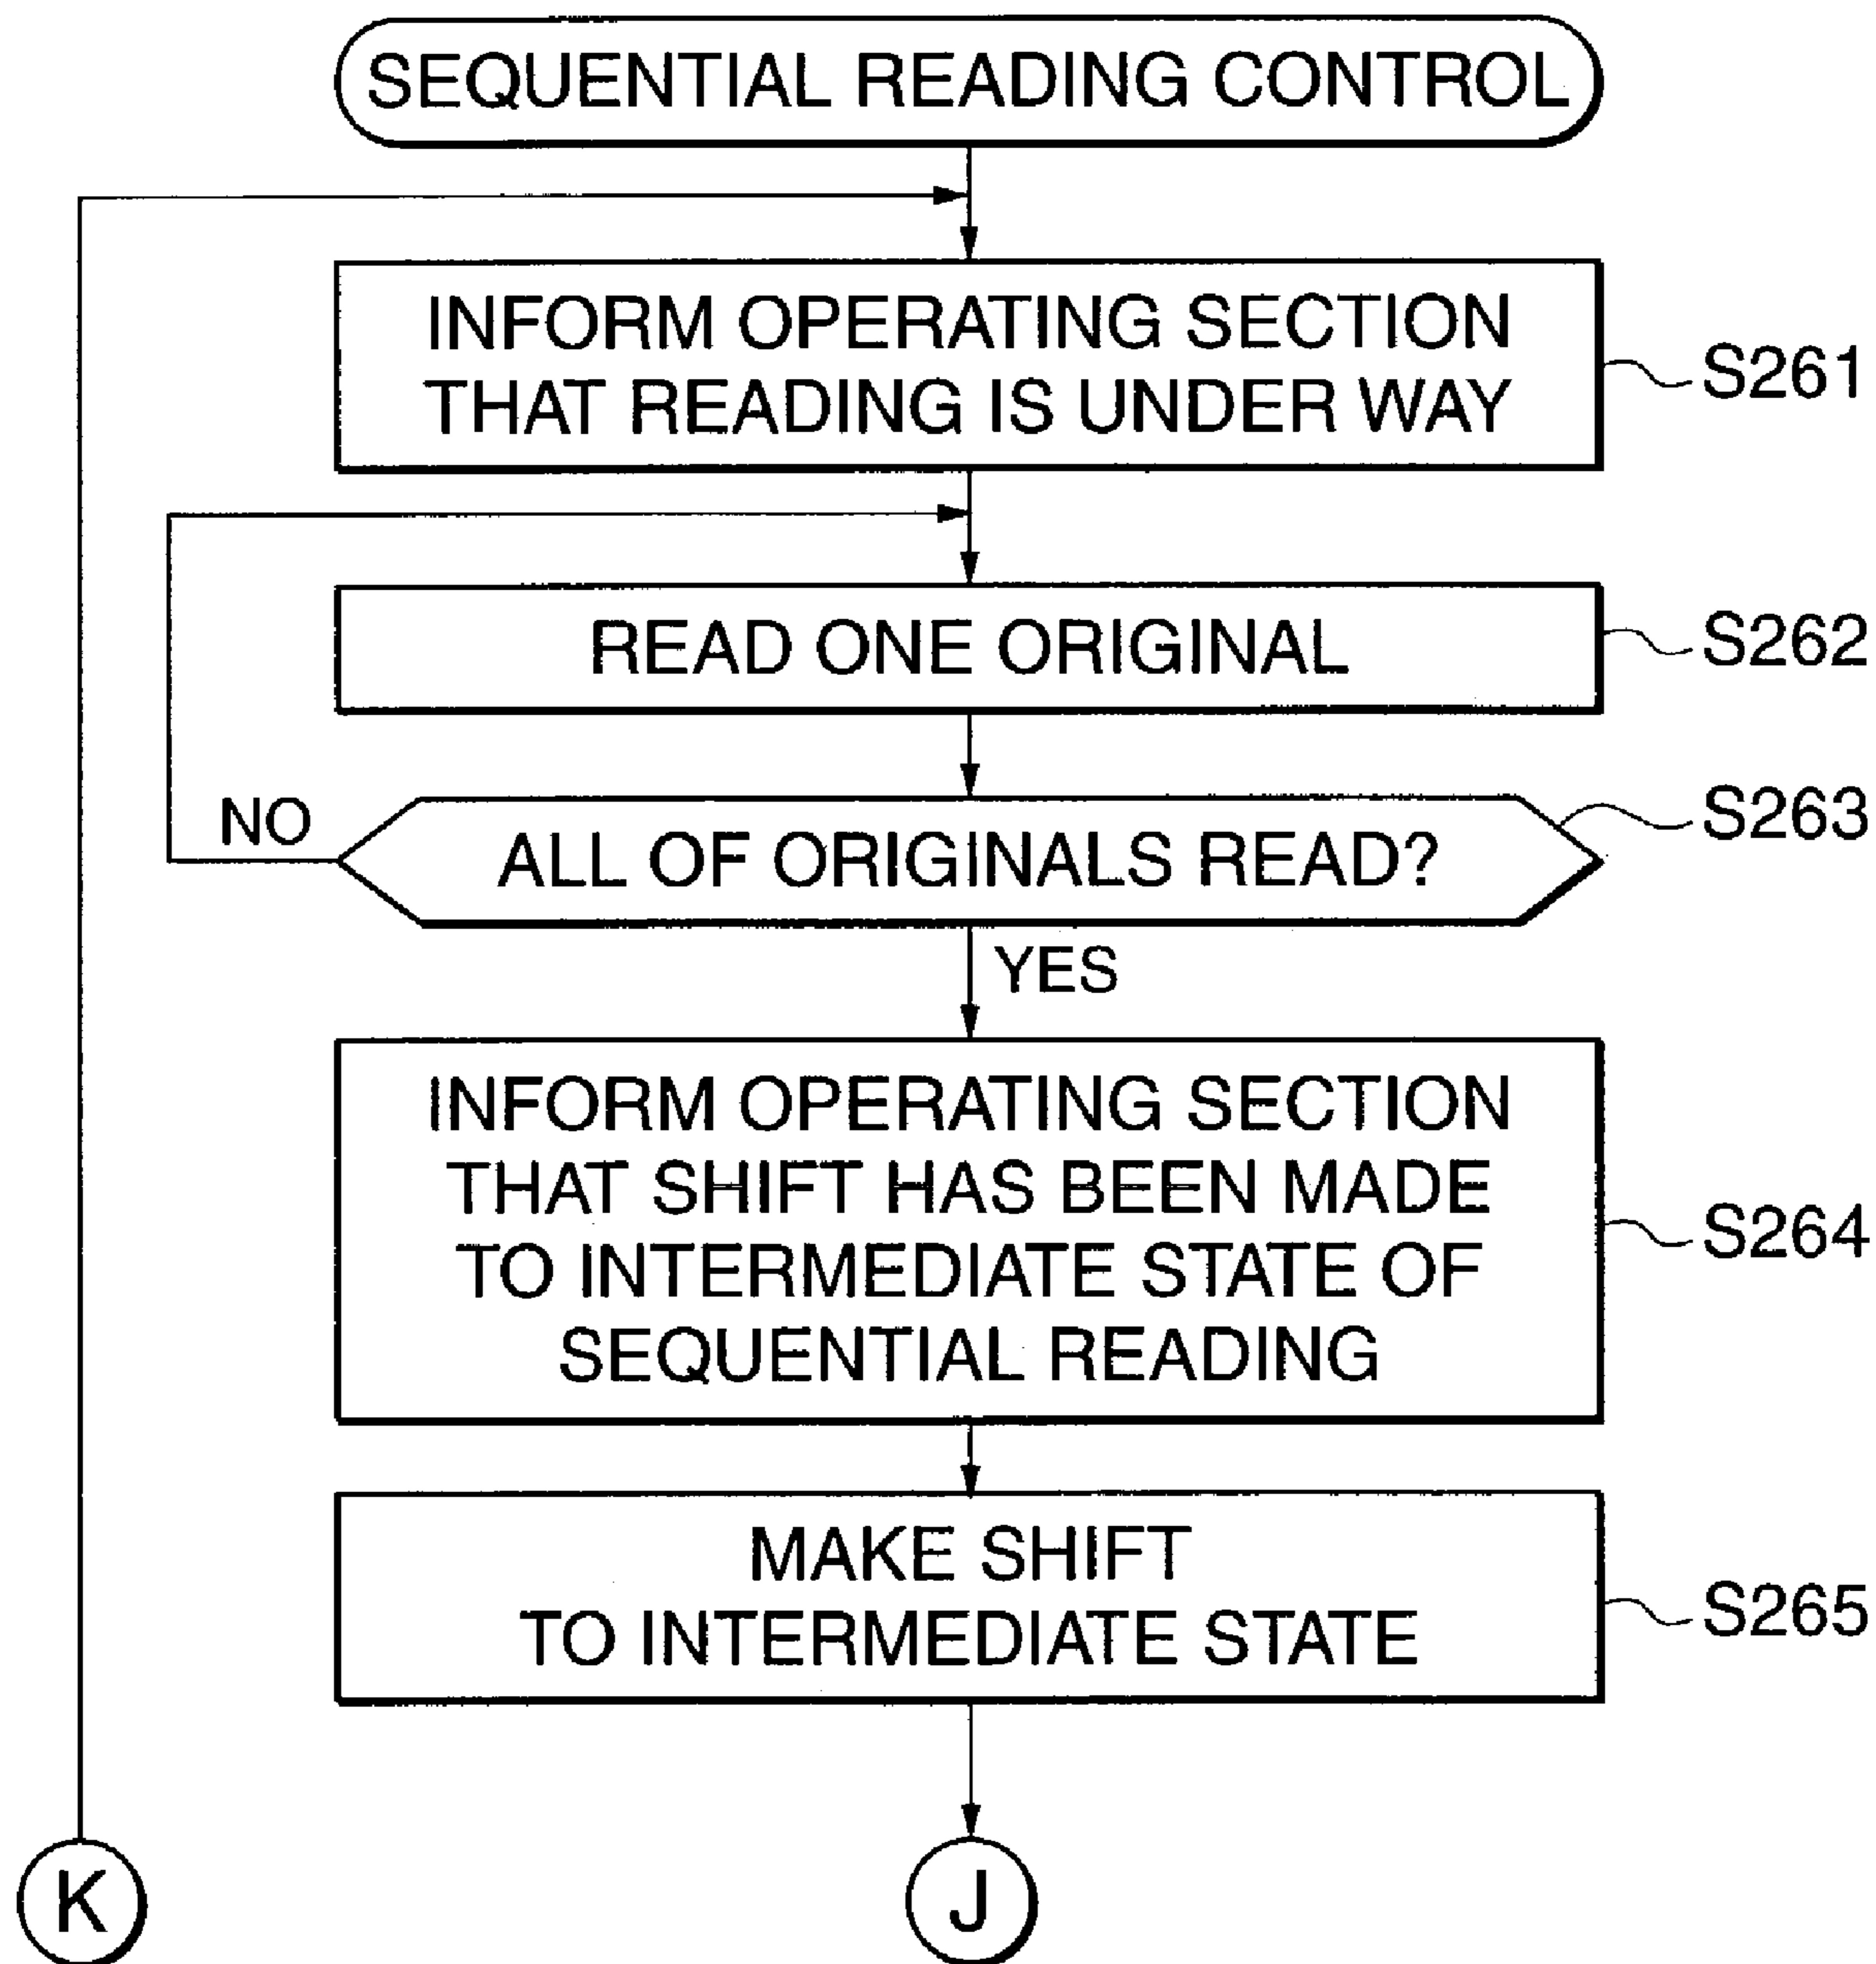 SEQUENTIAL READING CONTROL
INFORM OPERATING SECTION
THAT READING IS UNDER WAY
S261
READ ONE ORIGINAL
S262
S263
NO
ALL OF ORIGINALS READ?
YES
INFORM OPERATING SECTION
THAT SHIFT HAS BEEN MADE
TO INTERMEDIATE STATE OF
SEQUENTIAL READING
S264
MAKE SHIFT
TO INTERMEDIATE STATE
S265
K
J